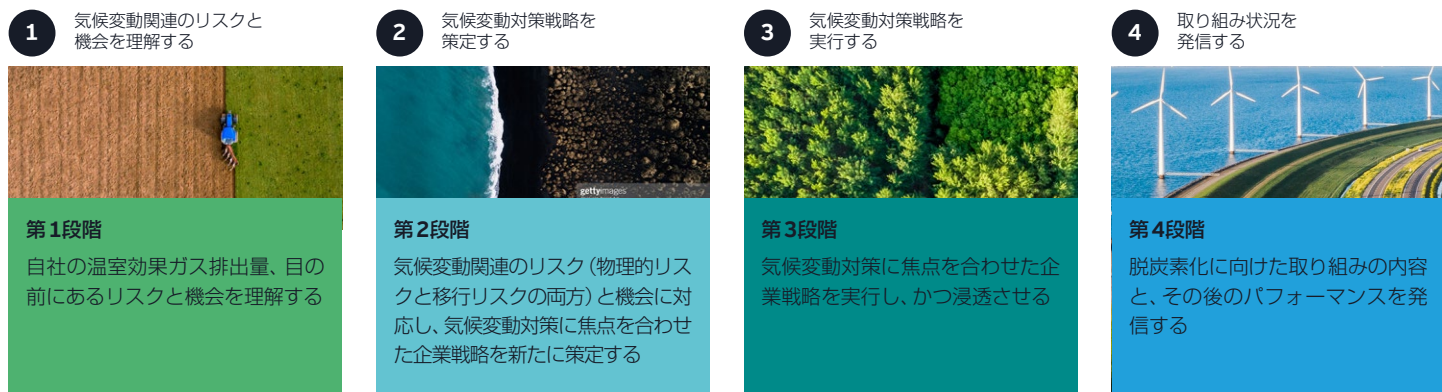 1
気候変動関連のリスクと
機会を理解する
2
気候変動対策戦略を
策定する
3
気候変動対策戦略を
実行する
4
取り組み状況を
発信する
gettyimages
第1段階
自社の温室効果ガス排出量、目の
前にあるリスクと機会を理解する
第2段階
気候変動関連のリスク(物理的リス
クと移行リスクの両方)と機会に対
応し、気候変動対策に焦点を合わせ
た企業戦略を新たに策定する
第3段階
気候変動対策に焦点を合わせた企
業戦略を実行し、かつ浸透させる
第4段階
脱炭素化に向けた取り組みの内容
と、その後のパフォーマンスを発
信する